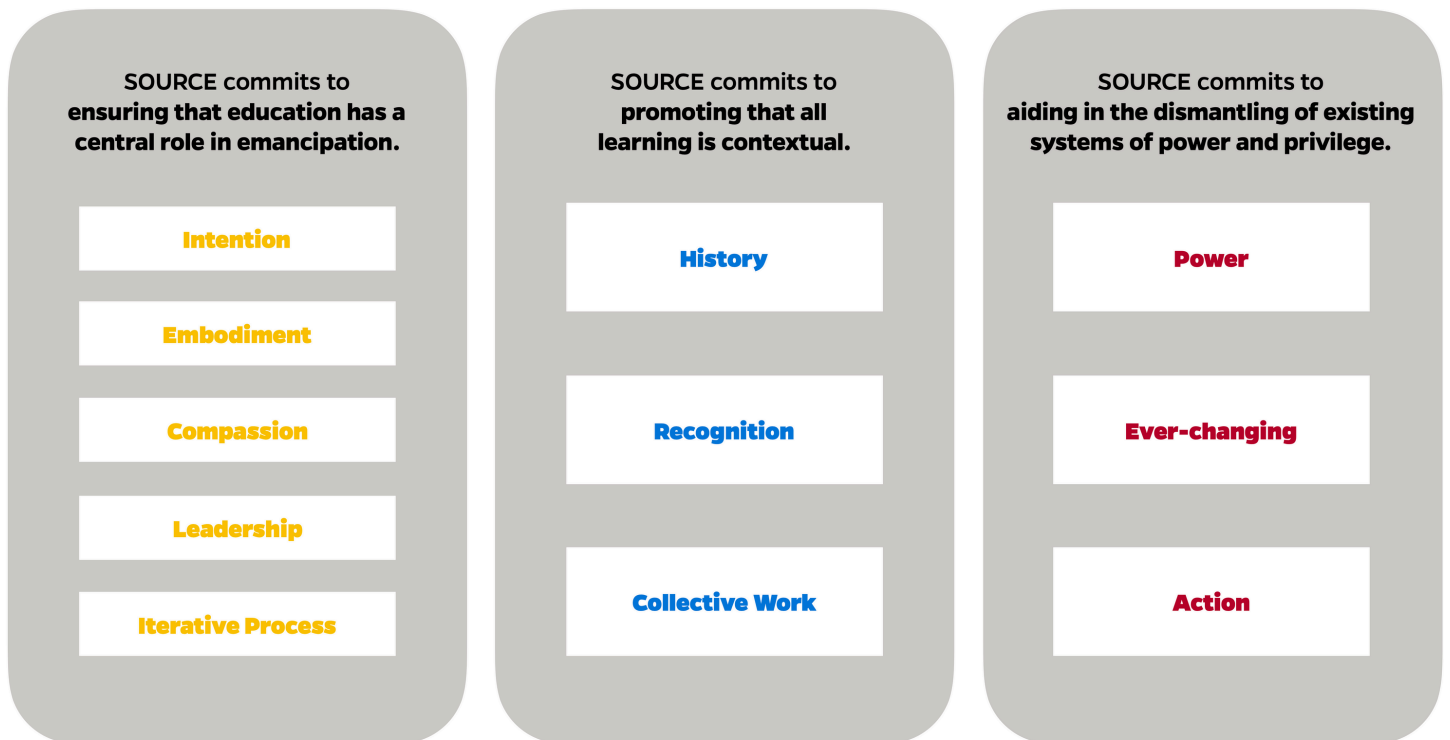 SOURCE commits to
ensuring that education has a
central role in emancipation.
Intention
Embodiment
Compassion
Leadership
Iterative Process
SOURCE commits to
promoting that all
learning is contextual.
History
Recognition
Collective Work
SOURCE commits to
aiding in the dismantling of existing
systems of power and privilege.
Power
Ever-changing
Action